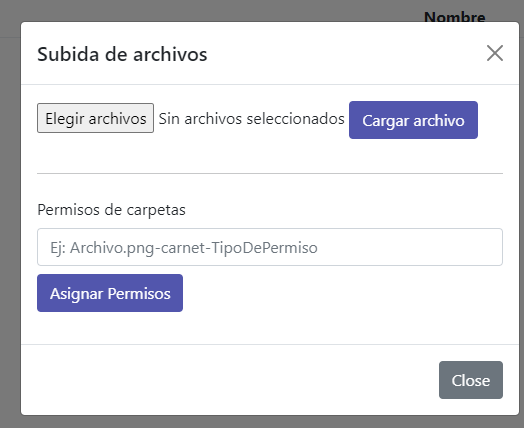 Nombre
Subida de archivos
Elegir archivos Sin archivos seleccionados Cargar archivo
Permisos de carpetas
Ej: Archivo.png-carnet-TipoDePermiso
Asignar Permisos
Close